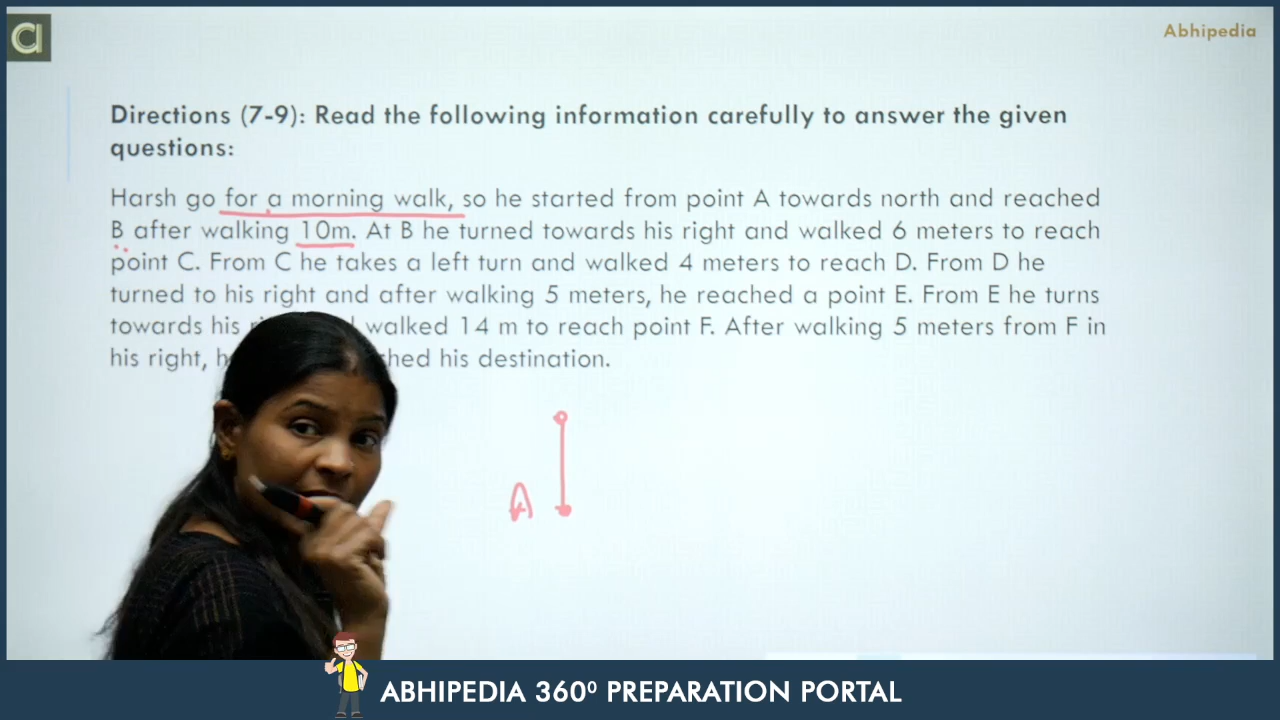 a
Abhipedia
Directions (7-9): Read the following information carefully to answer the given
questions:
Harsh go for a morning walk, so he started from point A towards north and reached
B after walking 10m. At B he turned towards his right and walked 6 meters to reach
point C. From C he takes a left turn and walked 4 meters to reach D. From D he
turned to his right and after walking 5 meters, he reached a point E. From E he turns
towards his walked 14 m to reach point F. After walking 5 meters from F in
his right, his destination.
A
ABHIPEDIA 360⁰ PREPARATION PORTAL